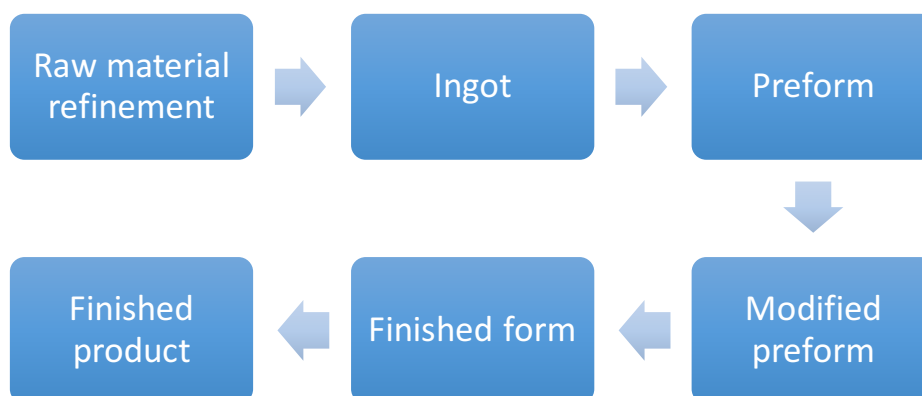 Raw material
refinement
Ingot
Preform
Modified
preform
Finished form
Finished
product